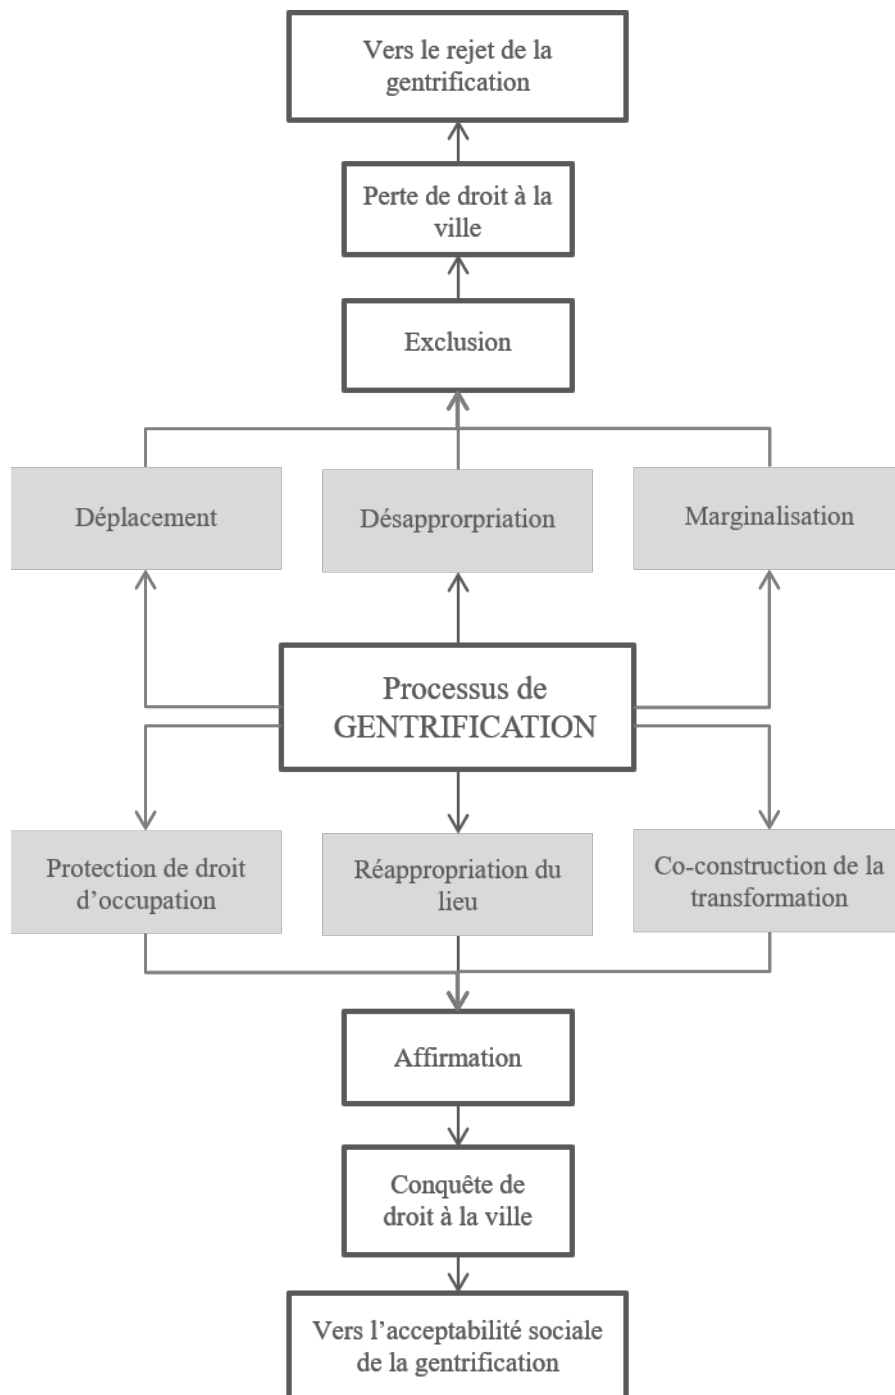 Vers le rejet de la
gentrification
Perte de droit à la
ville
Exclusion
Déplacement
Désapprorpriation
Marginalisation
Processus de
GENTRIFICATION
Protection de droit
d’occupation
Réappropriation du
lieu
Co-construction de la
transformation
Affirmation
Conquête de
droit à la ville
Vers l’acceptabilité sociale
de la gentrification